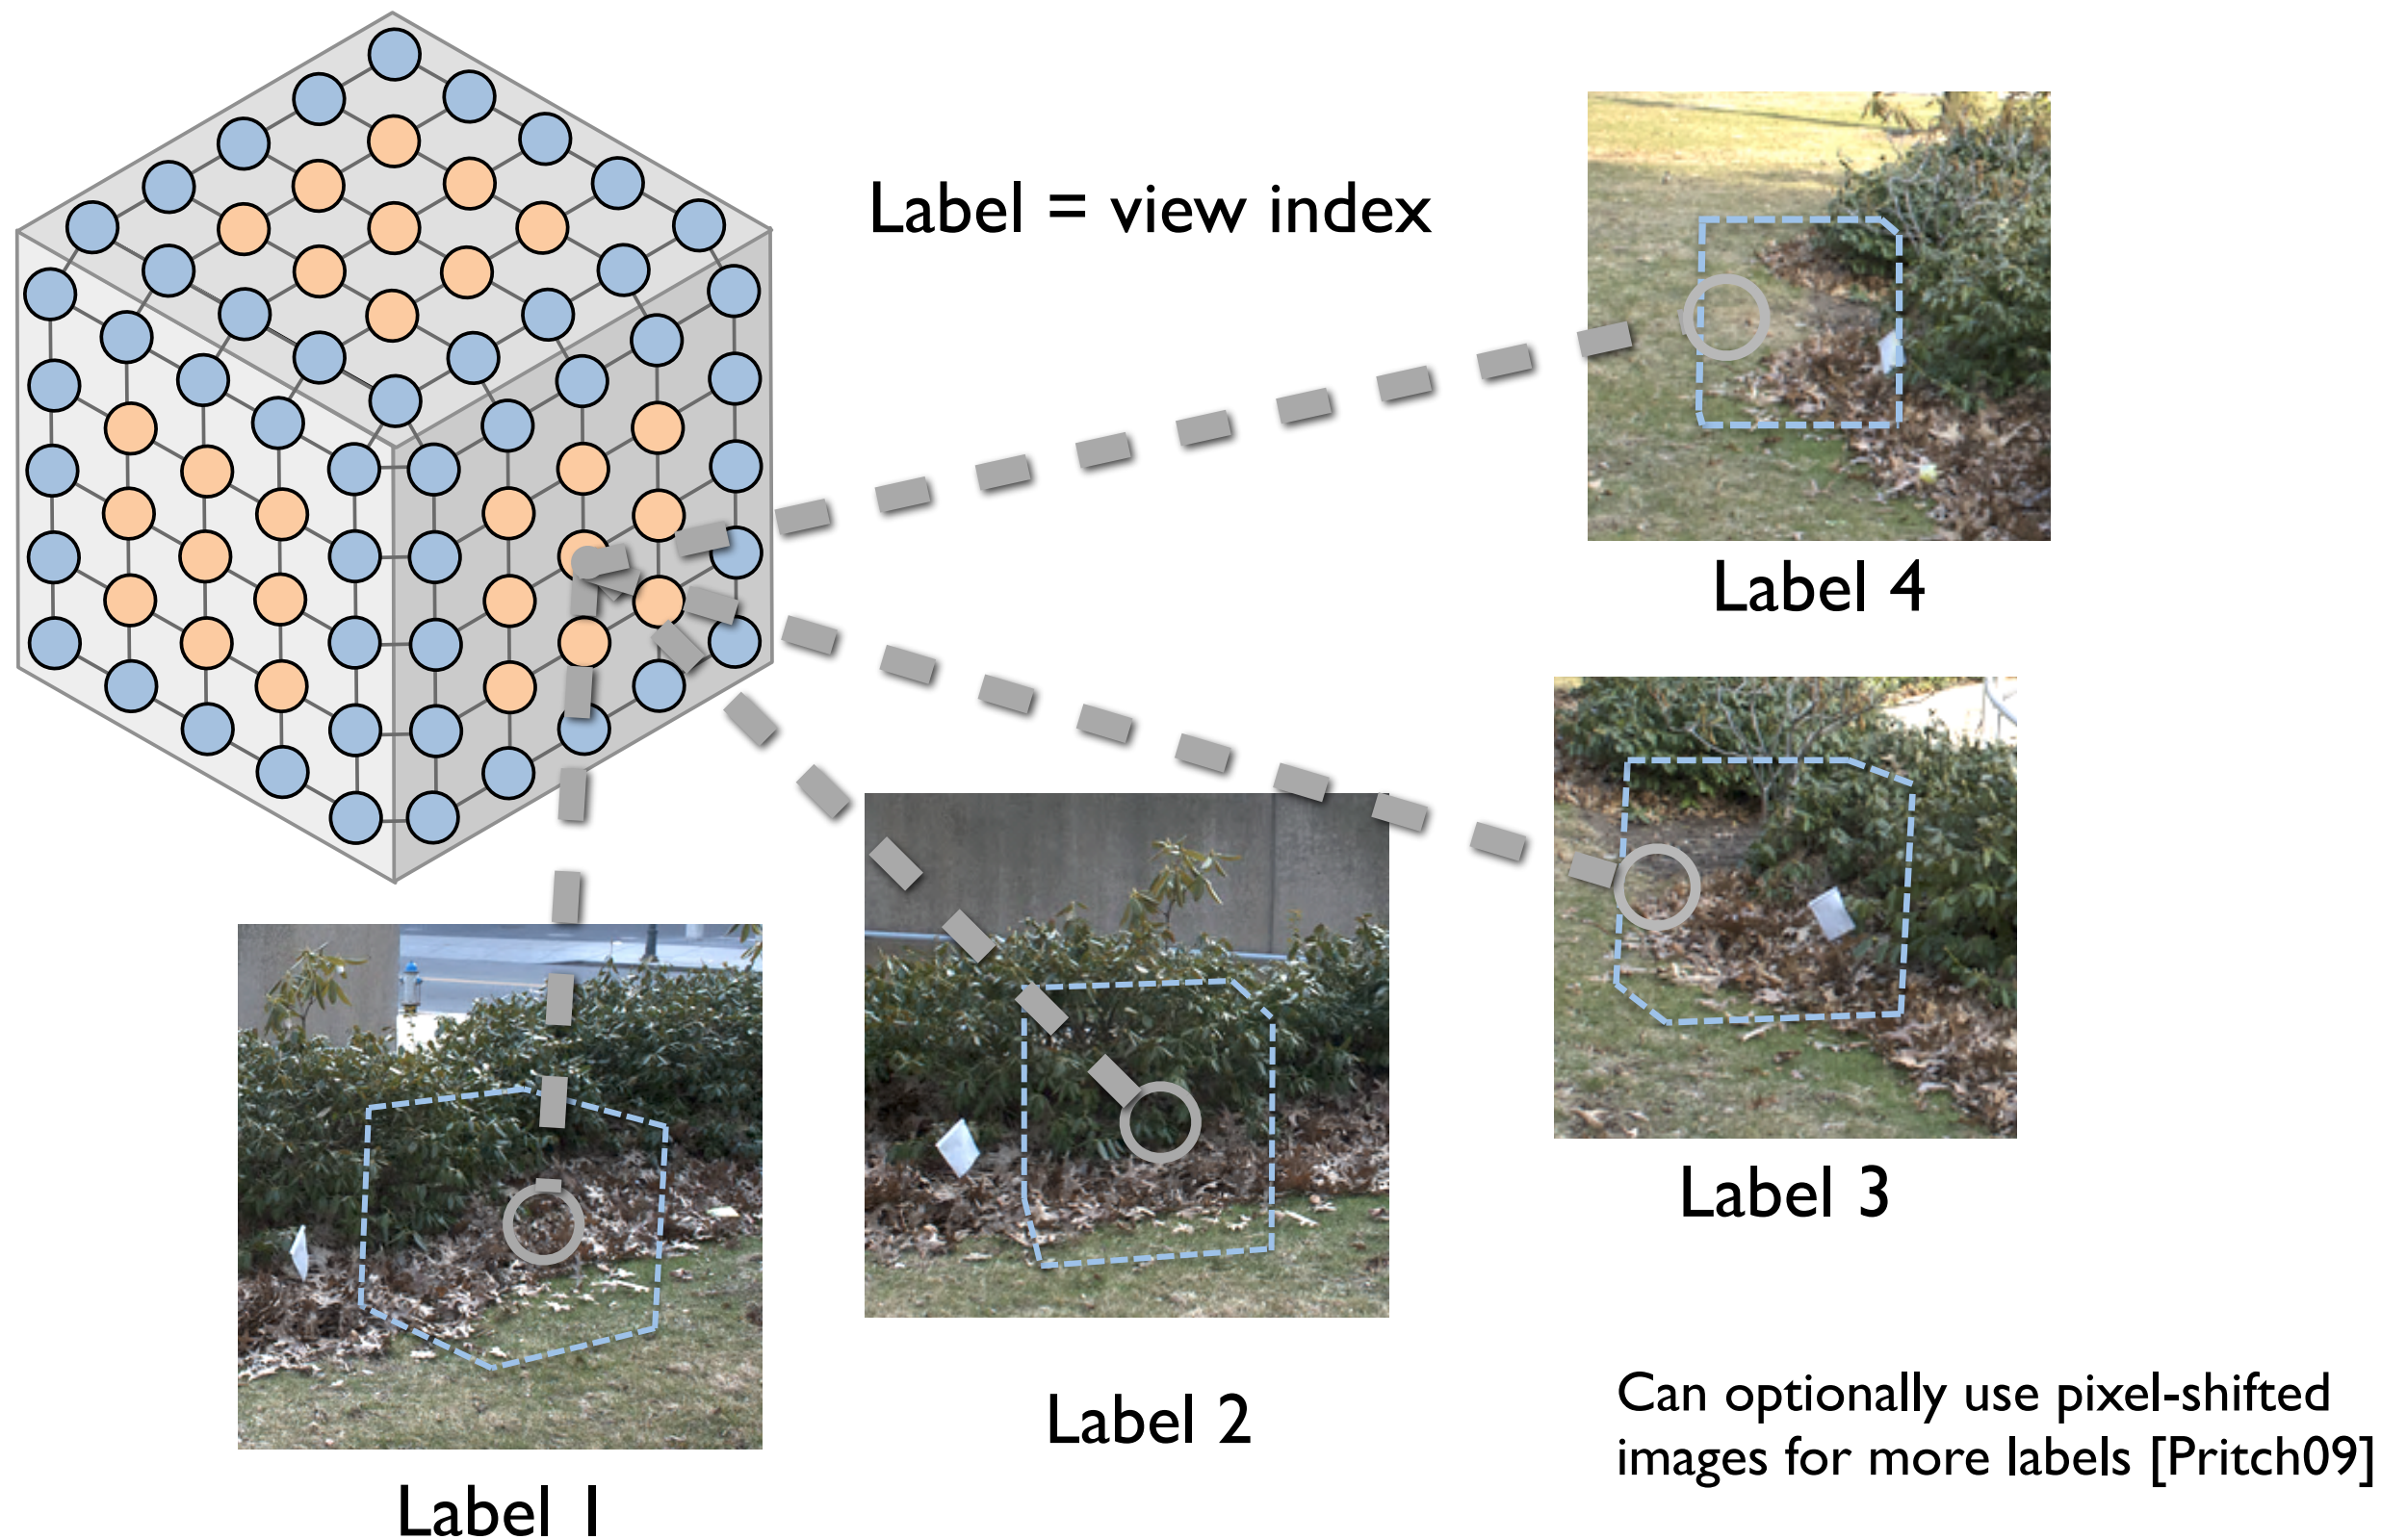 Label = view index
Label 4
Label 3
Label 2
Label 1
Can optionally use pixel-shifted
images for more labels [Pritch09]